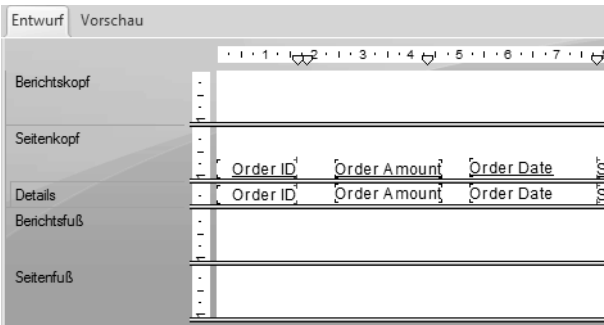 Entwurf Vorschau
1 2 3 4 5 6 7
Berichtskopf
Seitenkopf
Order ID Order Amount Order Date
Details Order ID Order Amount Order Date
Berichtsfuß
Seitenfuß